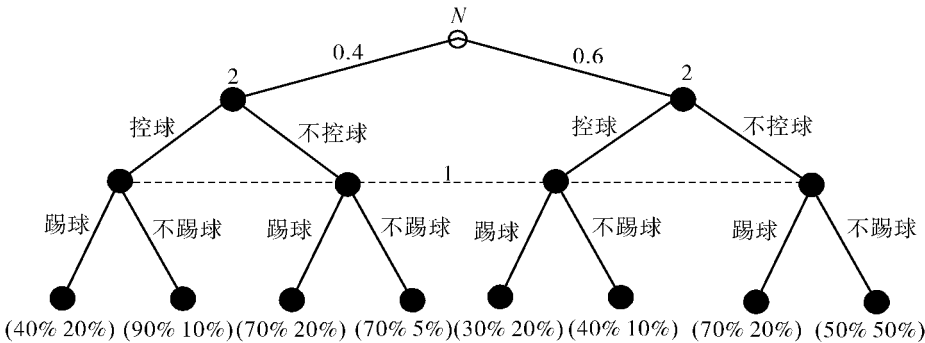 N
0.4 0.6
2 2
控球 不控球 控球 不控球
1
踢球 不踢球 踢球 不踢球 踢球 不踢球 踢球 不踢球
(40% 20%) (90% 10%) (70% 20%) (70% 5%) (30% 20%) (40% 10%) (70% 20%) (50% 50%)